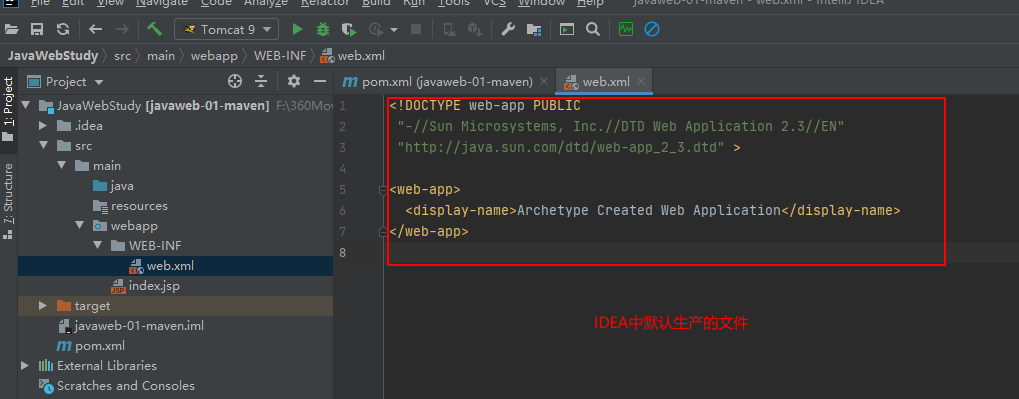 File Edit View Navigate Code Analyze Refactor Build Run Tools VCS Window Help javaweb-01-maven - web.xml - IntelliJ IDEA
Tomcat 9
JavaWebStudy src main webapp WEB-INF web.xml
1: Project
7: Structure
Project
JavaWebStudy [javaweb-01-maven] F:\360Mov
.idea
src
main
java
resources
webapp
WEB-INF
web.xml
index.jsp
target
javaweb-01-maven.iml
pom.xml
External Libraries
Scratches and Consoles
pom.xml (javaweb-01-maven) web.xml
1 <!DOCTYPE web-app PUBLIC
2 "-//Sun Microsystems, Inc.//DTD Web Application 2.3//EN"
3 "http://java.sun.com/dtd/web-app_2_3.dtd" >
4
5 <web-app>
6 <display-name>Archetype Created Web Application</display-name>
7 </web-app>
8
IDEA中默认生产的文件